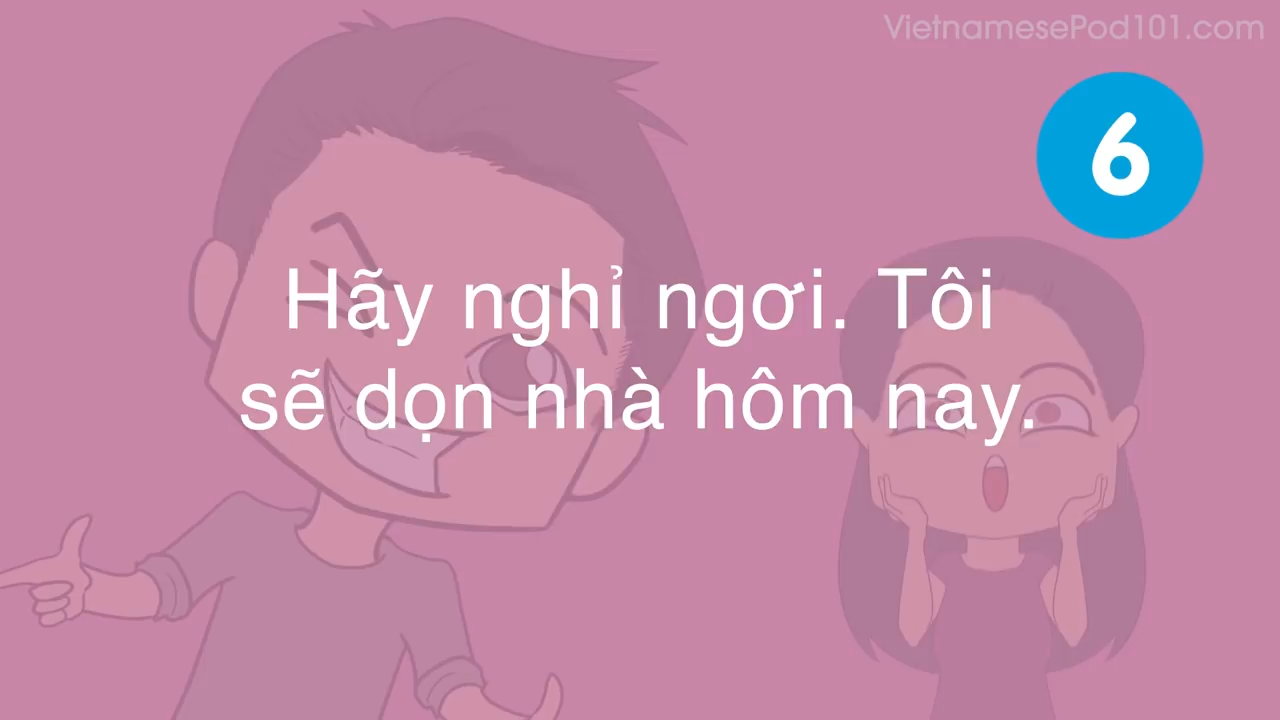 VietnamesePod101.com
6
Hãy nghỉ ngơi. Tôi
sẽ dọn nhà hôm nay.